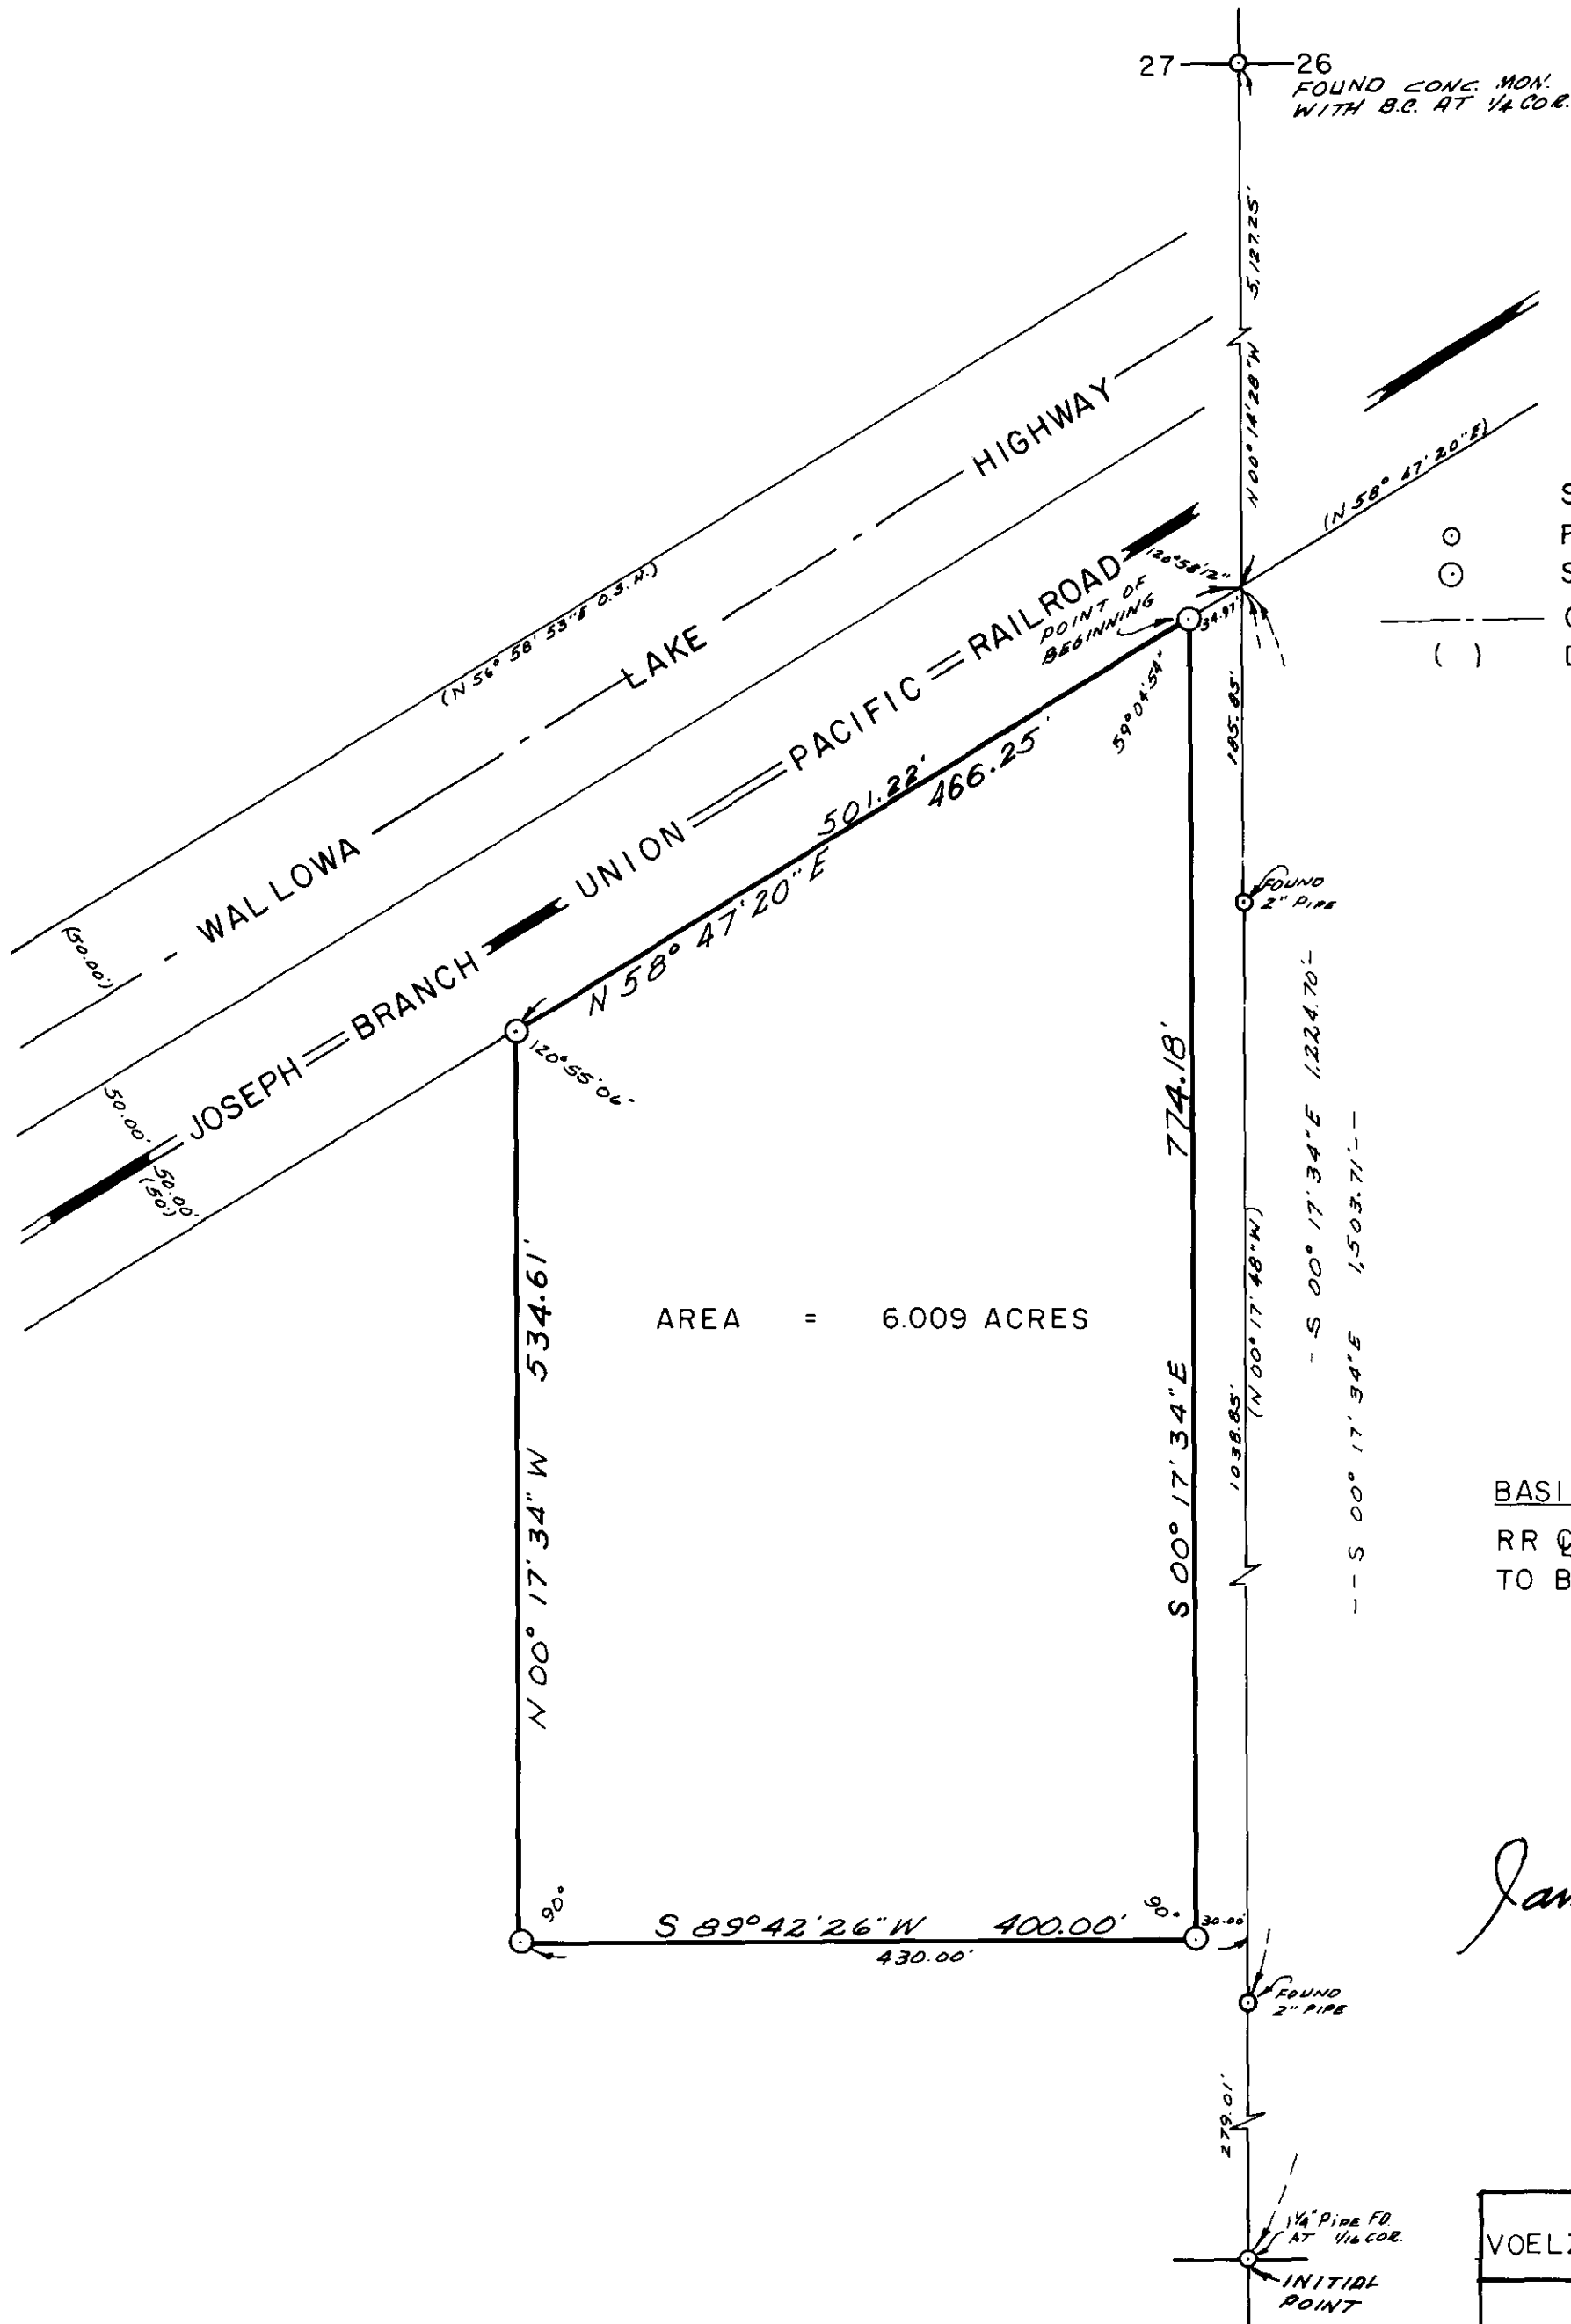 27
26
FOUND CONC. MON.
WITH B.C. AT 1/4 COR.
5,127.25'
N 00° 14' 28" W
(N 58° 47' 20" E)
S
P
S
( )
HIGHWAY
LAKE
WALLOWA
(N 56° 58' 53" E O.S.H.)
(50.00')
JOSEPH BRANCH UNION PACIFIC RAILROAD
120° 58' 12"
POINT OF
BEGINNING
34.97'
59° 04' 54"
185.85'
501.22'
466.25'
N 58° 47' 20" E
FOUND
2" PIPE
120° 55' 06"
50.00'
50.00'
(50')
774.18'
S 00° 17' 34" E
534.61'
N 00° 17' 34" W
AREA = 6.009 ACRES
1038.85'
(N 00° 17' 48" W)
- S 00° 17' 34" E 1,224.70' -
- - S 00° 17' 34" E 1,503.71' - -
BASI
RR ℄
TO B
90°
90°
S 89° 42' 26" W 400.00'
30.00'
430.00'
Jam
FOUND
2" PIPE
279.01'
1 1/4" PIPE FD.
AT 1/16 COR.
INITIAL
POINT
VOELZ